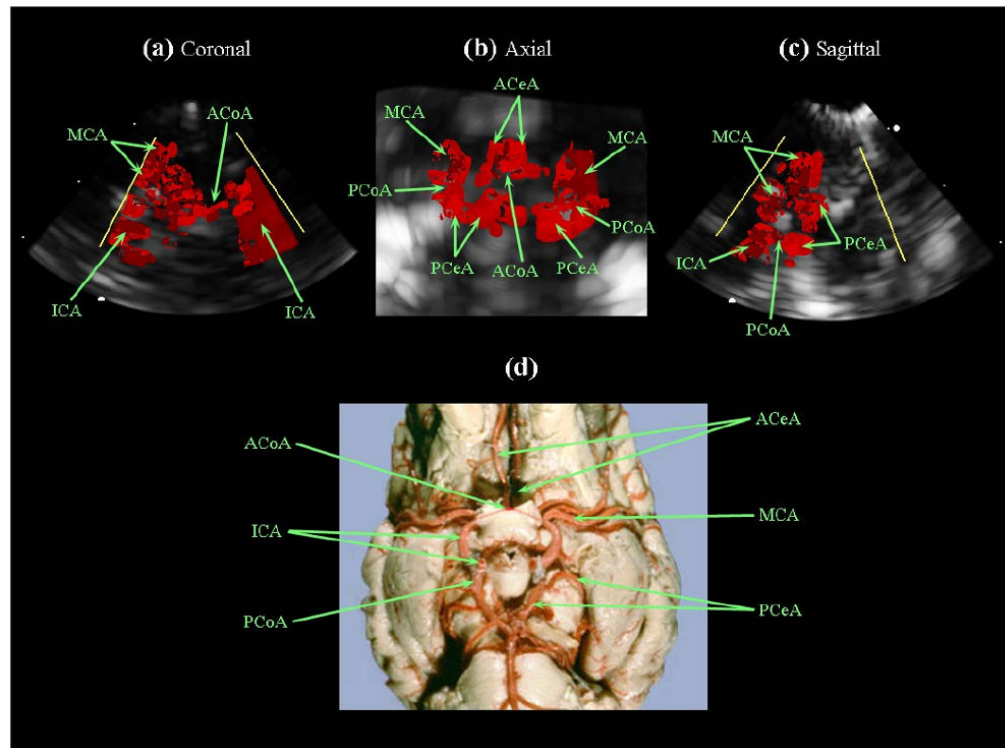 (a) Coronal
MCA
ACoA
ICA
ICA
(b) Axial
ACeA
MCA
MCA
PCoA
PCoA
PCeA
ACoA
PCeA
(c) Sagittal
MCA
ICA
PCeA
PCoA
(d)
ACoA
ACeA
ICA
MCA
PCoA
PCeA